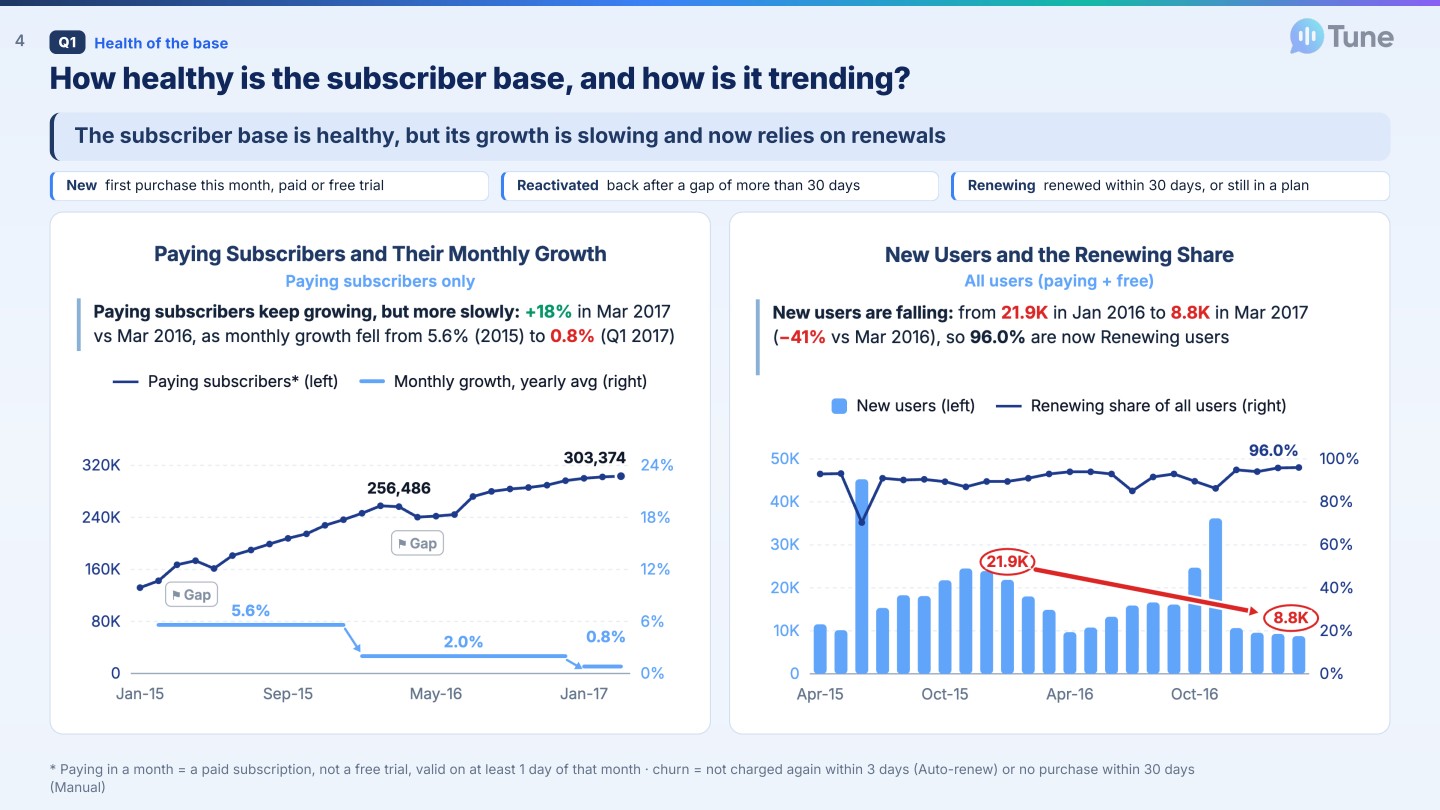 4
Q1 Health of the base
Tune
How healthy is the subscriber base, and how is it trending?
The subscriber base is healthy, but its growth is slowing and now relies on renewals
New first purchase this month, paid or free trial
Reactivated back after a gap of more than 30 days
Renewing renewed within 30 days, or still in a plan
Paying Subscribers and Their Monthly Growth
Paying subscribers only
Paying subscribers keep growing, but more slowly: +18% in Mar 2017
vs Mar 2016, as monthly growth fell from 5.6% (2015) to 0.8% (Q1 2017)
Paying subscribers* (left) Monthly growth, yearly avg (right)
303,374
320K 24%
256,486
240K 18%
Gap
160K 12%
Gap
5.6%
80K 6%
2.0% 0.8%
0 0%
Jan-15 Sep-15 May-16 Jan-17
New Users and the Renewing Share
All users (paying + free)
New users are falling: from 21.9K in Jan 2016 to 8.8K in Mar 2017
(−41% vs Mar 2016), so 96.0% are now Renewing users
New users (left) Renewing share of all users (right)
96.0%
50K 100%
40K 80%
30K 60%
21.9K
20K 40%
8.8K
10K 20%
0 0%
Apr-15 Oct-15 Apr-16 Oct-16
* Paying in a month = a paid subscription, not a free trial, valid on at least 1 day of that month · churn = not charged again within 3 days (Auto-renew) or no purchase within 30 days
(Manual)